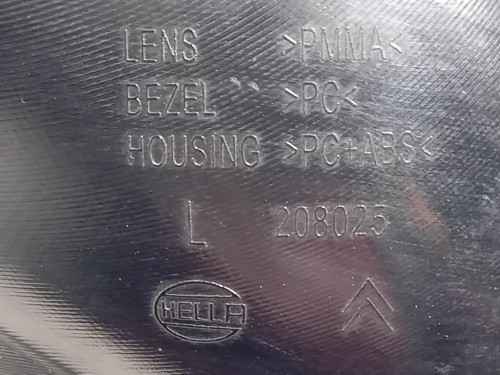 LENS >PMMA<
BEZEL >PC<
HOUSING >PC+ABS<
L 208025
HELLA